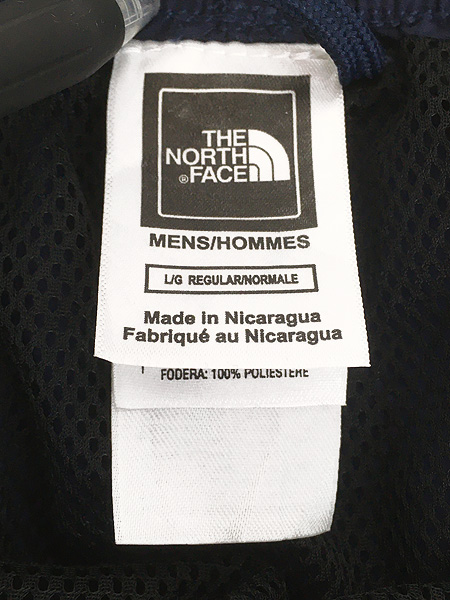 THE
NORTH
®FACE
MENS/HOMMES
L/G REGULAR/NORMALE
Made in Nicaragua
Fabriqué au Nicaragua
FODERA: 100% POLIESTERE